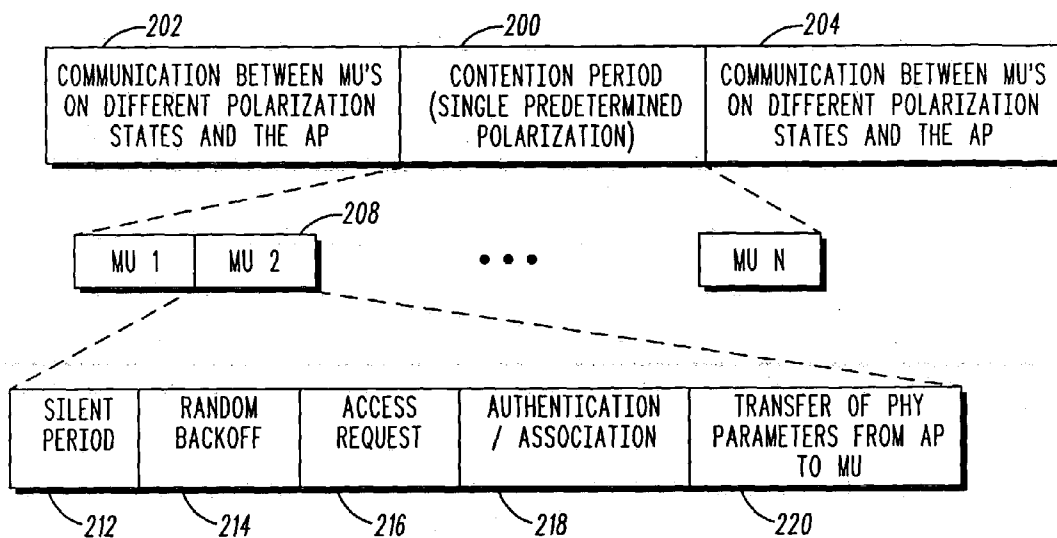 202
200
204
COMMUNICATION BETWEEN MU'S
ON DIFFERENT POLARIZATION
STATES AND THE AP
CONTENTION PERIOD
(SINGLE PREDETERMINED
POLARIZATION)
COMMUNICATION BETWEEN MU'S
ON DIFFERENT POLARIZATION
STATES AND THE AP
208
MU 1
MU 2
• • •
MU N
SILENT
PERIOD
RANDOM
BACKOFF
ACCESS
REQUEST
AUTHENTICATION
/ ASSOCIATION
TRANSFER OF PHY
PARAMETERS FROM AP
TO MU
212
214
216
218
220